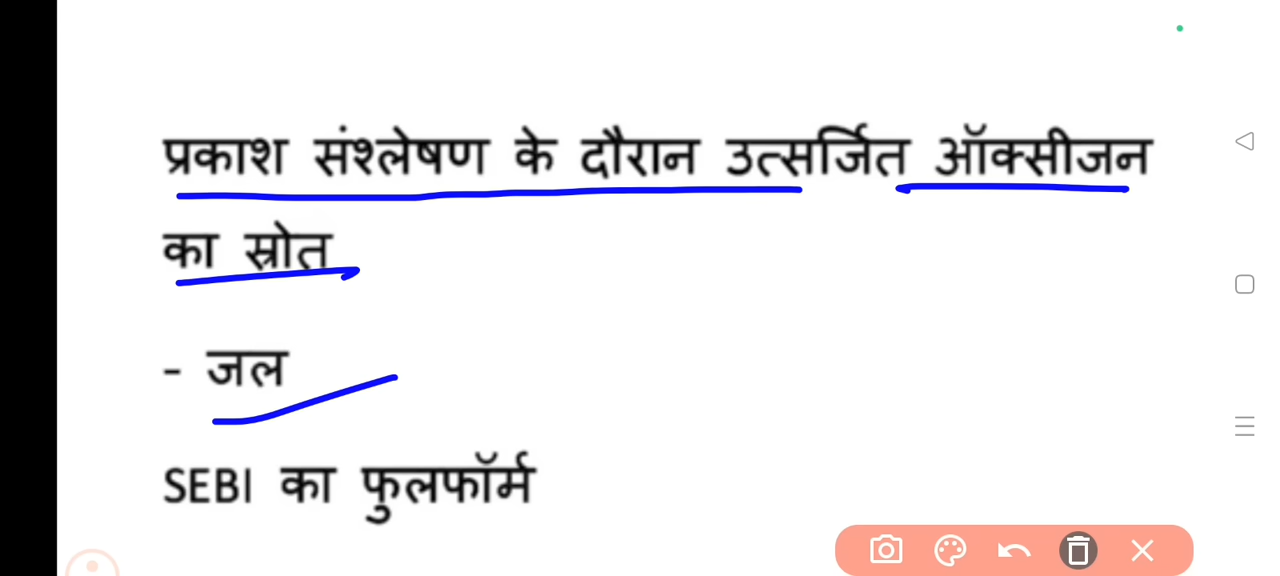 प्रकाश संश्लेषण के दौरान उत्सर्जित ऑक्सीजन
का स्रोत
- जल
SEBI का फुलफॉर्म